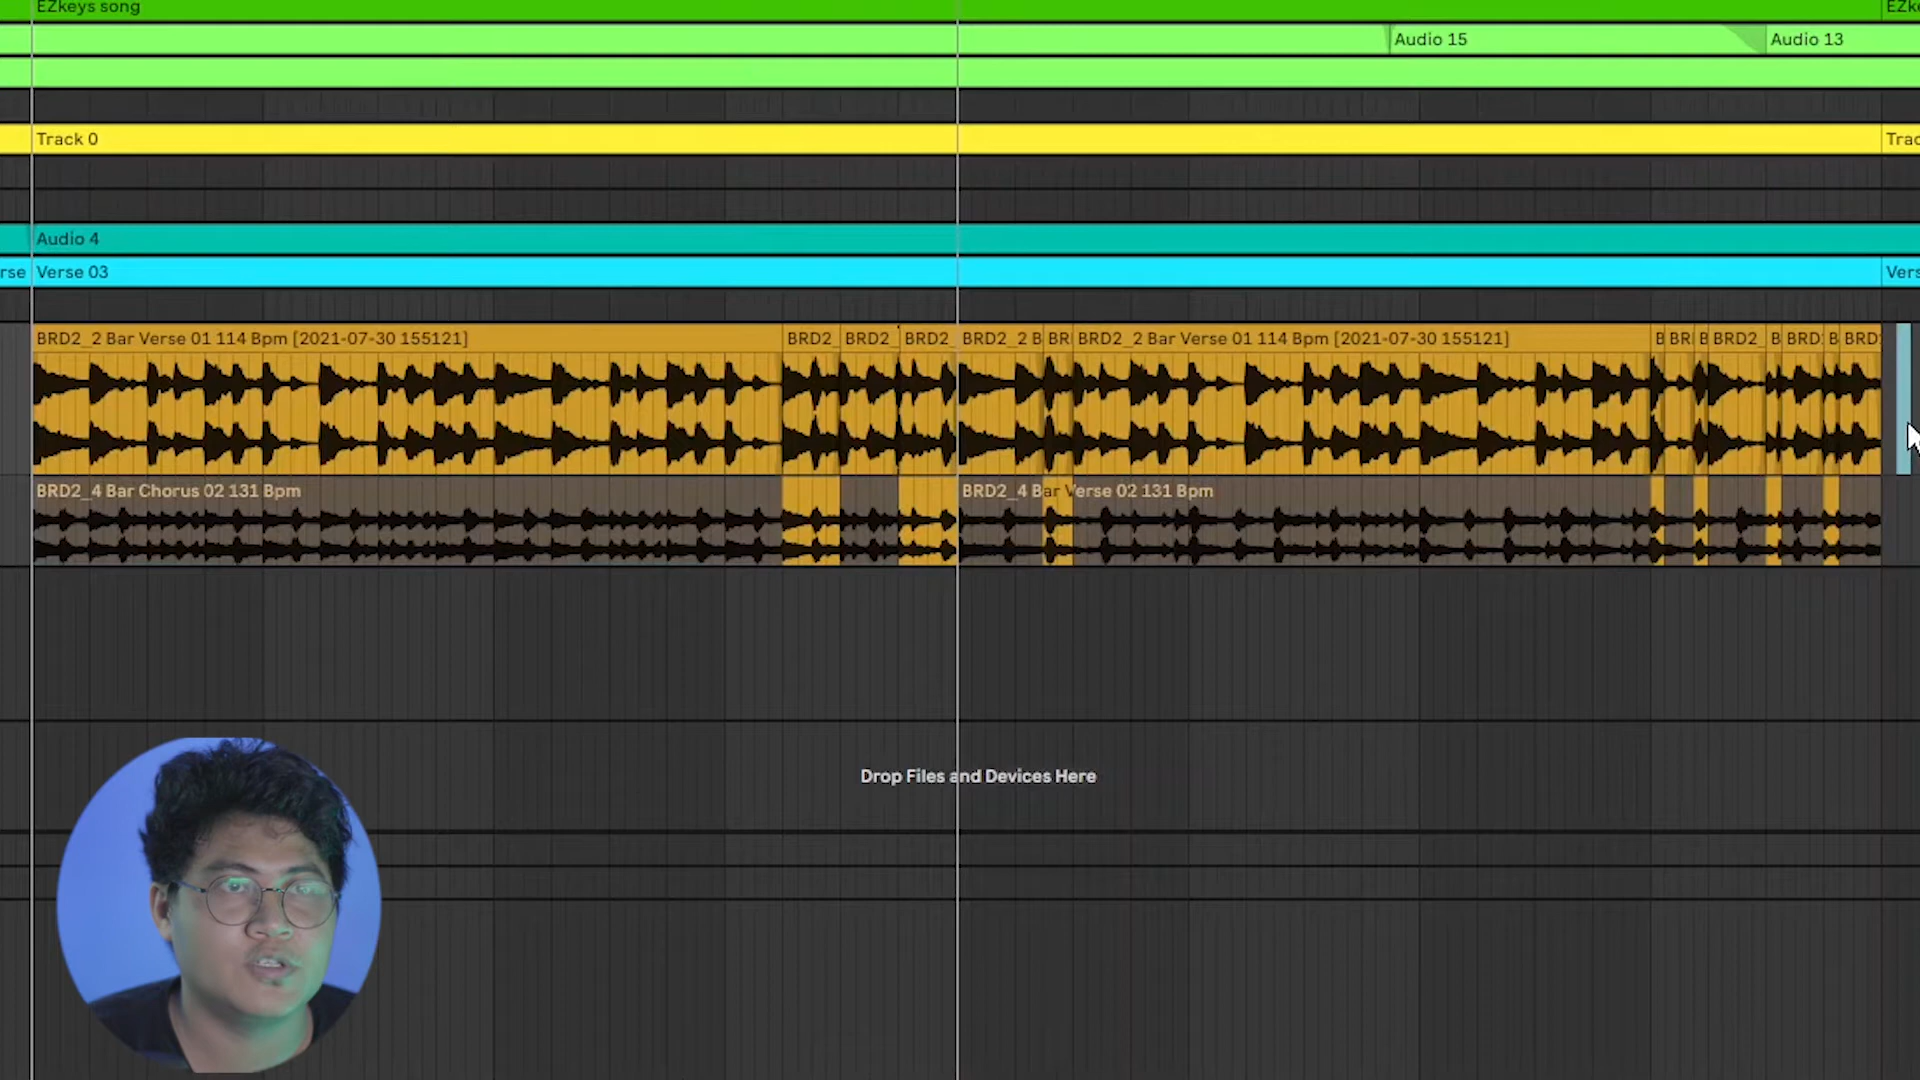 EZkeys song EZke
Audio 15 Audio 13
Track 0 Trac
Audio 4
rse Verse 03 Vers
BRD2_2 Bar Verse 01 114 Bpm [2021-07-30 155121] BRD2_ BRD2_ BRD2_ BRD2_2 B BRI BRD2_2 Bar Verse 01 114 Bpm [2021-07-30 155121] B BRI B BRD2_ B BRD B BRD
BRD2_4 Bar Chorus 02 131 Bpm BRD2_4 Bar Verse 02 131 Bpm
Drop Files and Devices Here